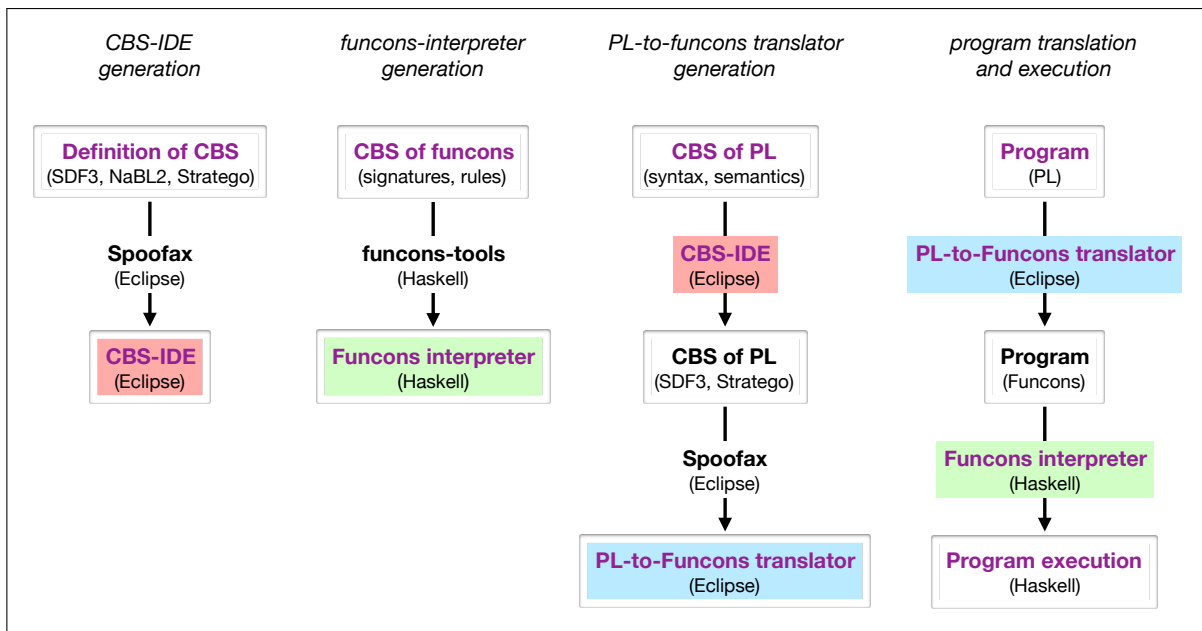 CBS-IDE
generation
funcons-interpreter
generation
PL-to-funcons translator
generation
program translation
and execution
Definition of CBS
(SDF3, NaBL2, Stratego)
Spoofax
(Eclipse)
CBS-IDE
(Eclipse)
CBS of funcons
(signatures, rules)
funcons-tools
(Haskell)
Funcons interpreter
(Haskell)
CBS of PL
(syntax, semantics)
CBS-IDE
(Eclipse)
CBS of PL
(SDF3, Stratego)
Spoofax
(Eclipse)
PL-to-Funcons translator
(Eclipse)
Program
(PL)
PL-to-Funcons translator
(Eclipse)
Program
(Funcons)
Funcons interpreter
(Haskell)
Program execution
(Haskell)